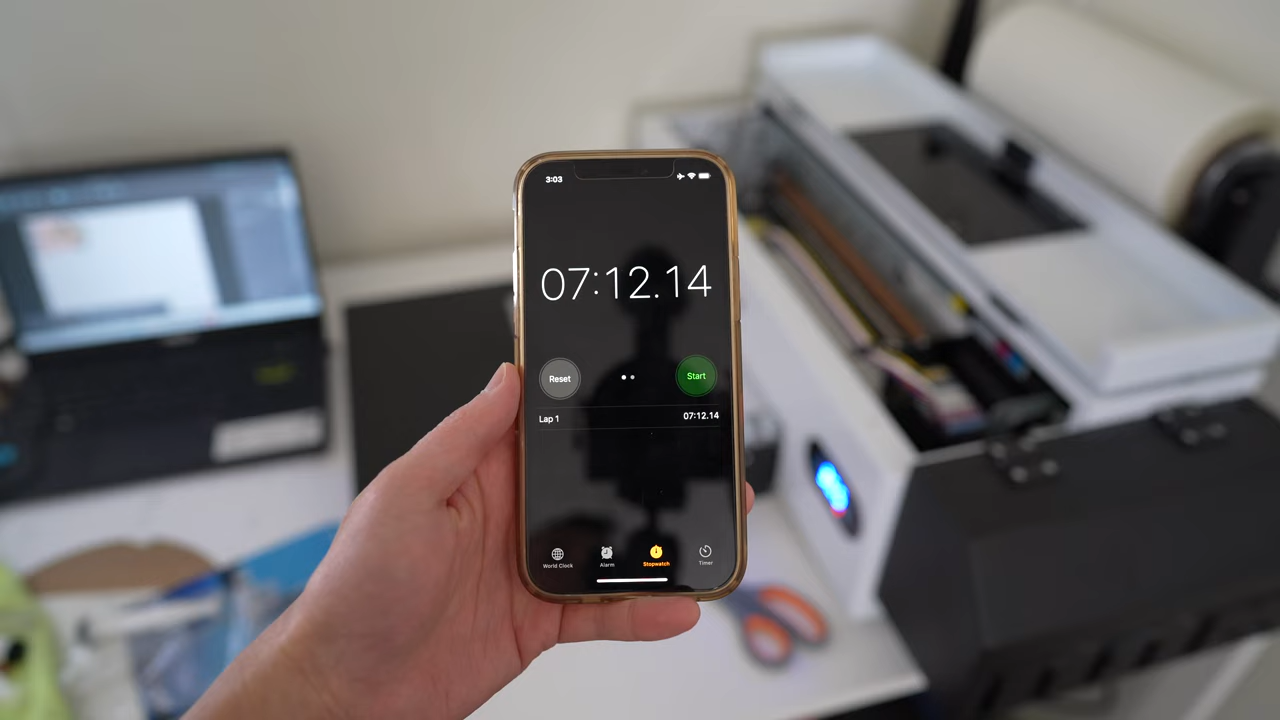 3:03
07:12.14
Reset
Start
Lap 1 07:12.14
World Clock Alarm Stopwatch Timer